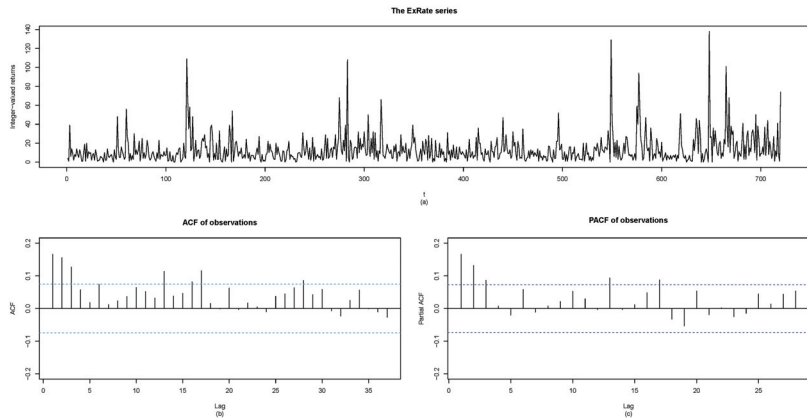 The ExRate series
Integer-valued returns
140
120
100
80
60
40
20
0
0 100 200 300 400 500 600 700
t
(a)
ACF of observations
ACF
0.2
0.1
0.0
-0.1
-0.2
0 5 10 15 20 25 30 35
Lag
(b)
PACF of observations
Partial ACF
0.2
0.1
0.0
-0.1
-0.2
0 5 10 15 20 25
Lag
(c)